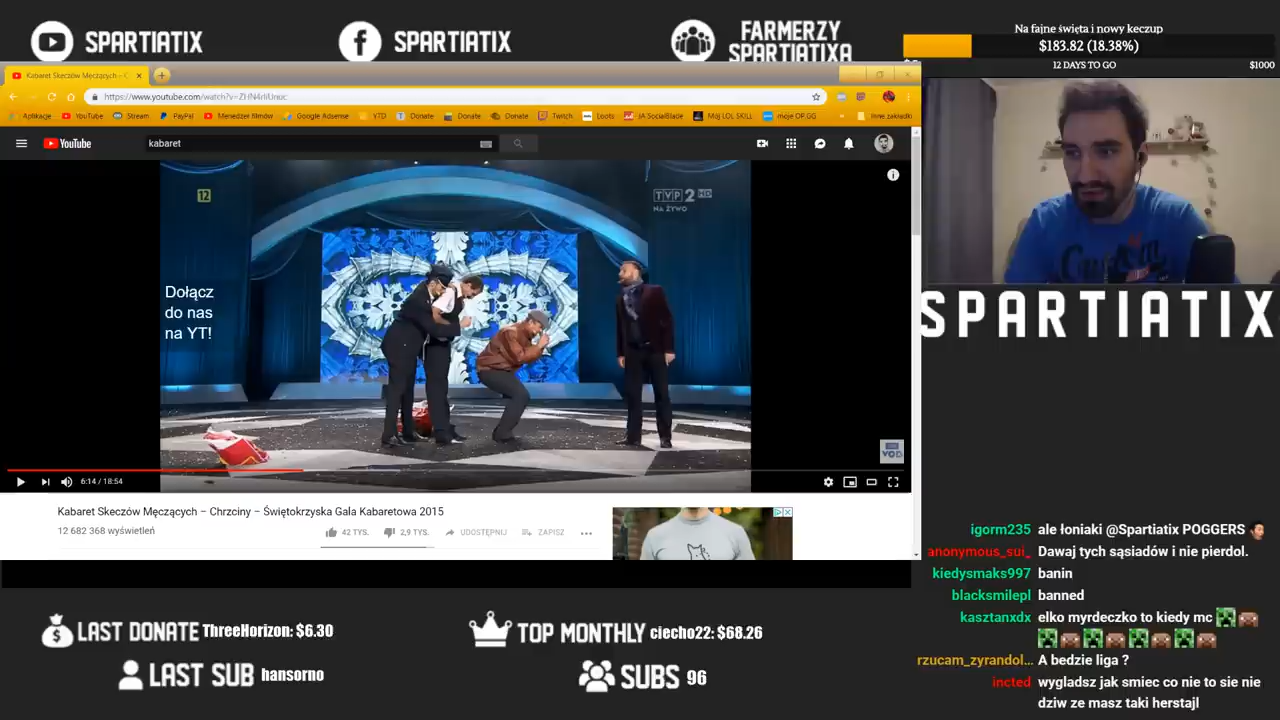 SPARTIATIX
SPARTIATIX
FARMERZY
SPARTIATIXA
Na fajne święta i nowy keczup
$183.82 (18.38%)
12 DAYS TO GO
$1000
Kabaret Skeczów Męczących - C
https://www.youtube.com/watch?v=
Aplikacje
YouTube
Stream
PayPal
Menedżer filmów
Google Adsense
YTD
Donate
Donate
Donate
Twitch
Loots
IA SocialBlade
Mój LOL SKILL
moje OP.GG
Inne zakładki
YouTube
kabaret
12
TVP 2 HD
NA ŻYWO
Dołącz
do nas
na YT!
VOD
6:14 / 18:54
Kabaret Skeczów Męczących – Chrzciny – Świętokrzyska Gala Kabaretowa 2015
12 682 368 wyświetleń
42 TYS.
2,9 TYS.
UDOSTĘPNIJ
ZAPISZ
SPARTIATIX
igorm235 ale łoniaki @Spartiatix POGGERS
anonymous_sui_ Dawaj tych sąsiadów i nie pierdol.
kiedysmaks997 banin
blacksmilepl banned
kasztanxdx elko myrdeczko to kiedy mc
rzucam_zyrandol... A bedzie liga ?
incted wygladsz jak smiec co nie to sie nie
dziw ze masz taki herstajl
LAST DONATE ThreeHorizon: $6.30
TOP MONTHLY ciecho22: $68.26
LAST SUB hansorno
SUBS 96